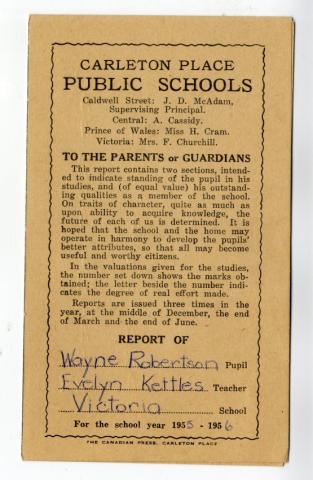 CARLETON PLACE
PUBLIC SCHOOLS
Caldwell Street: J. D. McAdam,
Supervising Principal.
Central: A. Cassidy.
Prince of Wales: Miss H. Cram.
Victoria: Mrs. F. Churchill.
TO THE PARENTS or GUARDIANS
This report contains two sections, intend-
ed to indicate standing of the pupil in his
studies, and (of equal value) his outstand-
ing qualities as a member of the school.
On traits of character, quite as much as
upon ability to acquire knowledge, the
future of each of us is determined. It is
hoped that the school and the home may
operate in harmony to develop the pupils'
better attributes, so that all may become
useful and worthy citizens.
In the valuations given for the studies,
the number set down shows the marks ob-
tained; the letter beside the number indi-
cates the degree of real effort made.
Reports are issued three times in the
year, at the middle of December, the end
of March and the end of June.
REPORT OF
Wayne Robertson Pupil
Evelyn Kettles Teacher
Victoria School
For the school year 1955 - 1956
THE CANADIAN PRESS, CARLETON PLACE